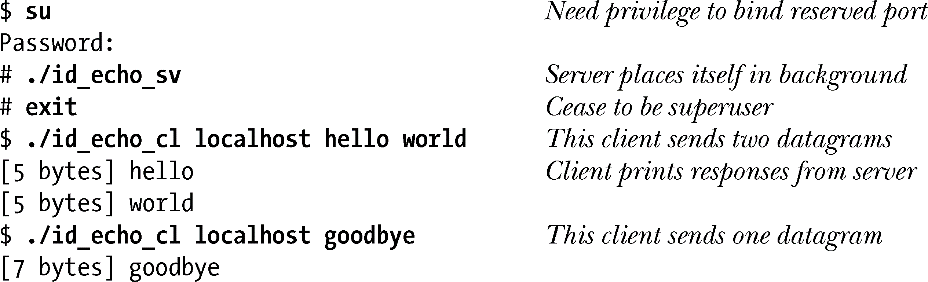 $ su Need privilege to bind reserved port
Password:
# ./id_echo_sv Server places itself in background
# exit Cease to be superuser
$ ./id_echo_cl localhost hello world This client sends two datagrams
[5 bytes] hello Client prints responses from server
[5 bytes] world
$ ./id_echo_cl localhost goodbye This client sends one datagram
[7 bytes] goodbye